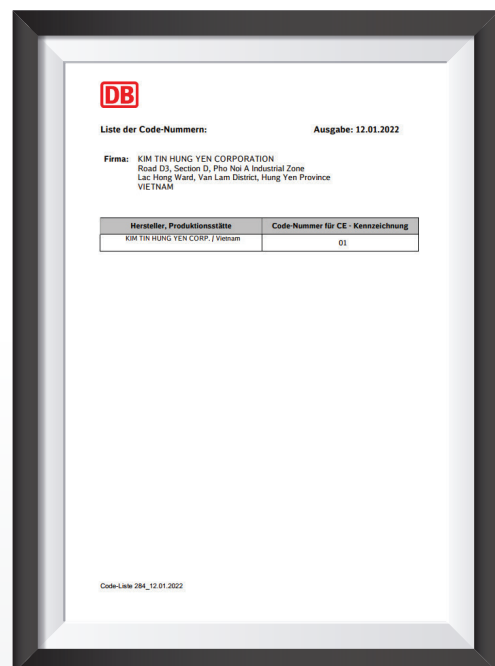 DB
Liste der Code-Nummern: Ausgabe: 12.01.2022
Firma: KIM TIN HUNG YEN CORPORATION
Road D3, Section D, Pho Noi A Industrial Zone
Lac Hong Ward, Van Lam District, Hung Yen Province
VIETNAM
Hersteller, Produktionsstätte Code-Nummer für CE - Kennzeichnung
KIM TIN HUNG YEN CORP. / Vietnam 01
Code-Liste 284_12.01.2022